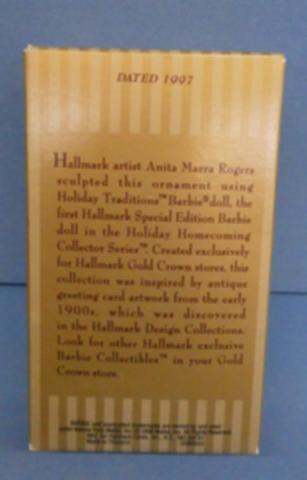 DATED 1997
Hallmark artist Anita Marra Rogers
sculpted this ornament using
Holiday Traditions™ Barbie® doll, the
first Hallmark Special Edition Barbie
doll in the Holiday Homecoming
Collector Series™. Created exclusively
for Hallmark Gold Crown stores, this
collection was inspired by antique
greeting card artwork from the early
1900s, which was discovered
in the Hallmark Design Collections.
Look for other Hallmark exclusive
Barbie Collectibles™ in your Gold
Crown store.